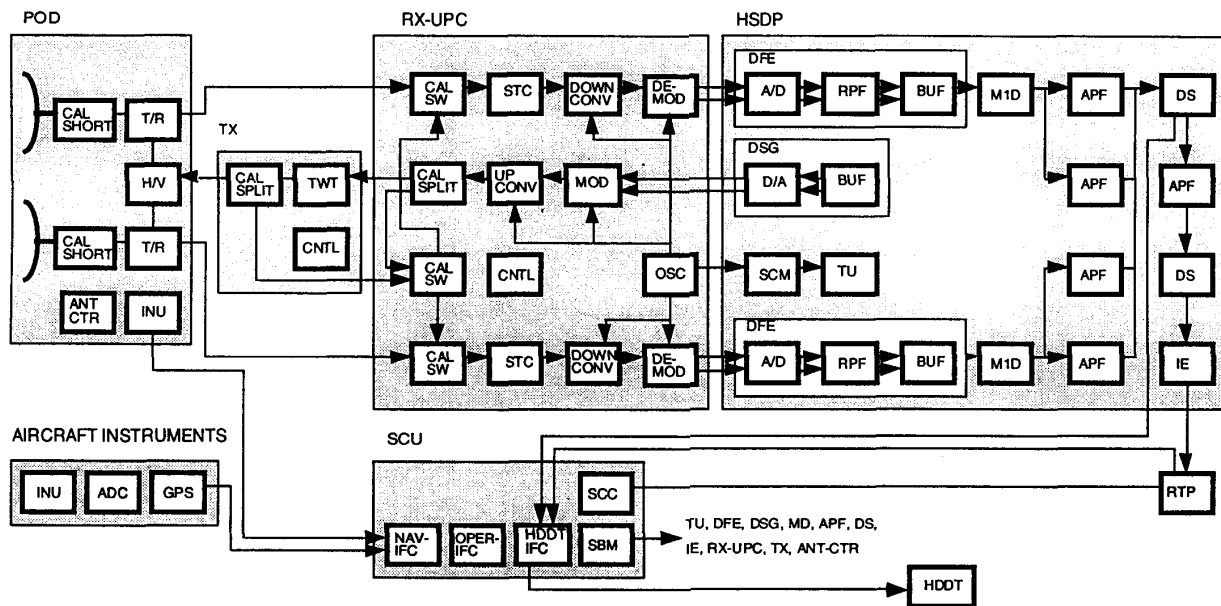 POD
RX-UPC
HSDP
DFE
CAL SW
STC
DOWN CONV
DE-MOD
A/D
RPF
BUF
M1D
APF
DS
CAL SHORT
T/R
TX
DSG
H/V
CAL SPLIT
TWT
CAL SPLIT
UP CONV
MOD
D/A
BUF
APF
APF
CAL SHORT
T/R
CNTL
CAL SW
CNTL
OSC
SCM
TU
APF
DS
ANT CTR
INU
DFE
CAL SW
STC
DOWN CONV
DE-MOD
A/D
RPF
BUF
M1D
APF
IE
AIRCRAFT INSTRUMENTS
SCU
INU
ADC
GPS
SCC
RTP
NAV-IFC
OPER-IFC
HDDT IFC
SBM
TU, DFE, DSG, MD, APF, DS,
IE, RX-UPC, TX, ANT-CTR
HDDT